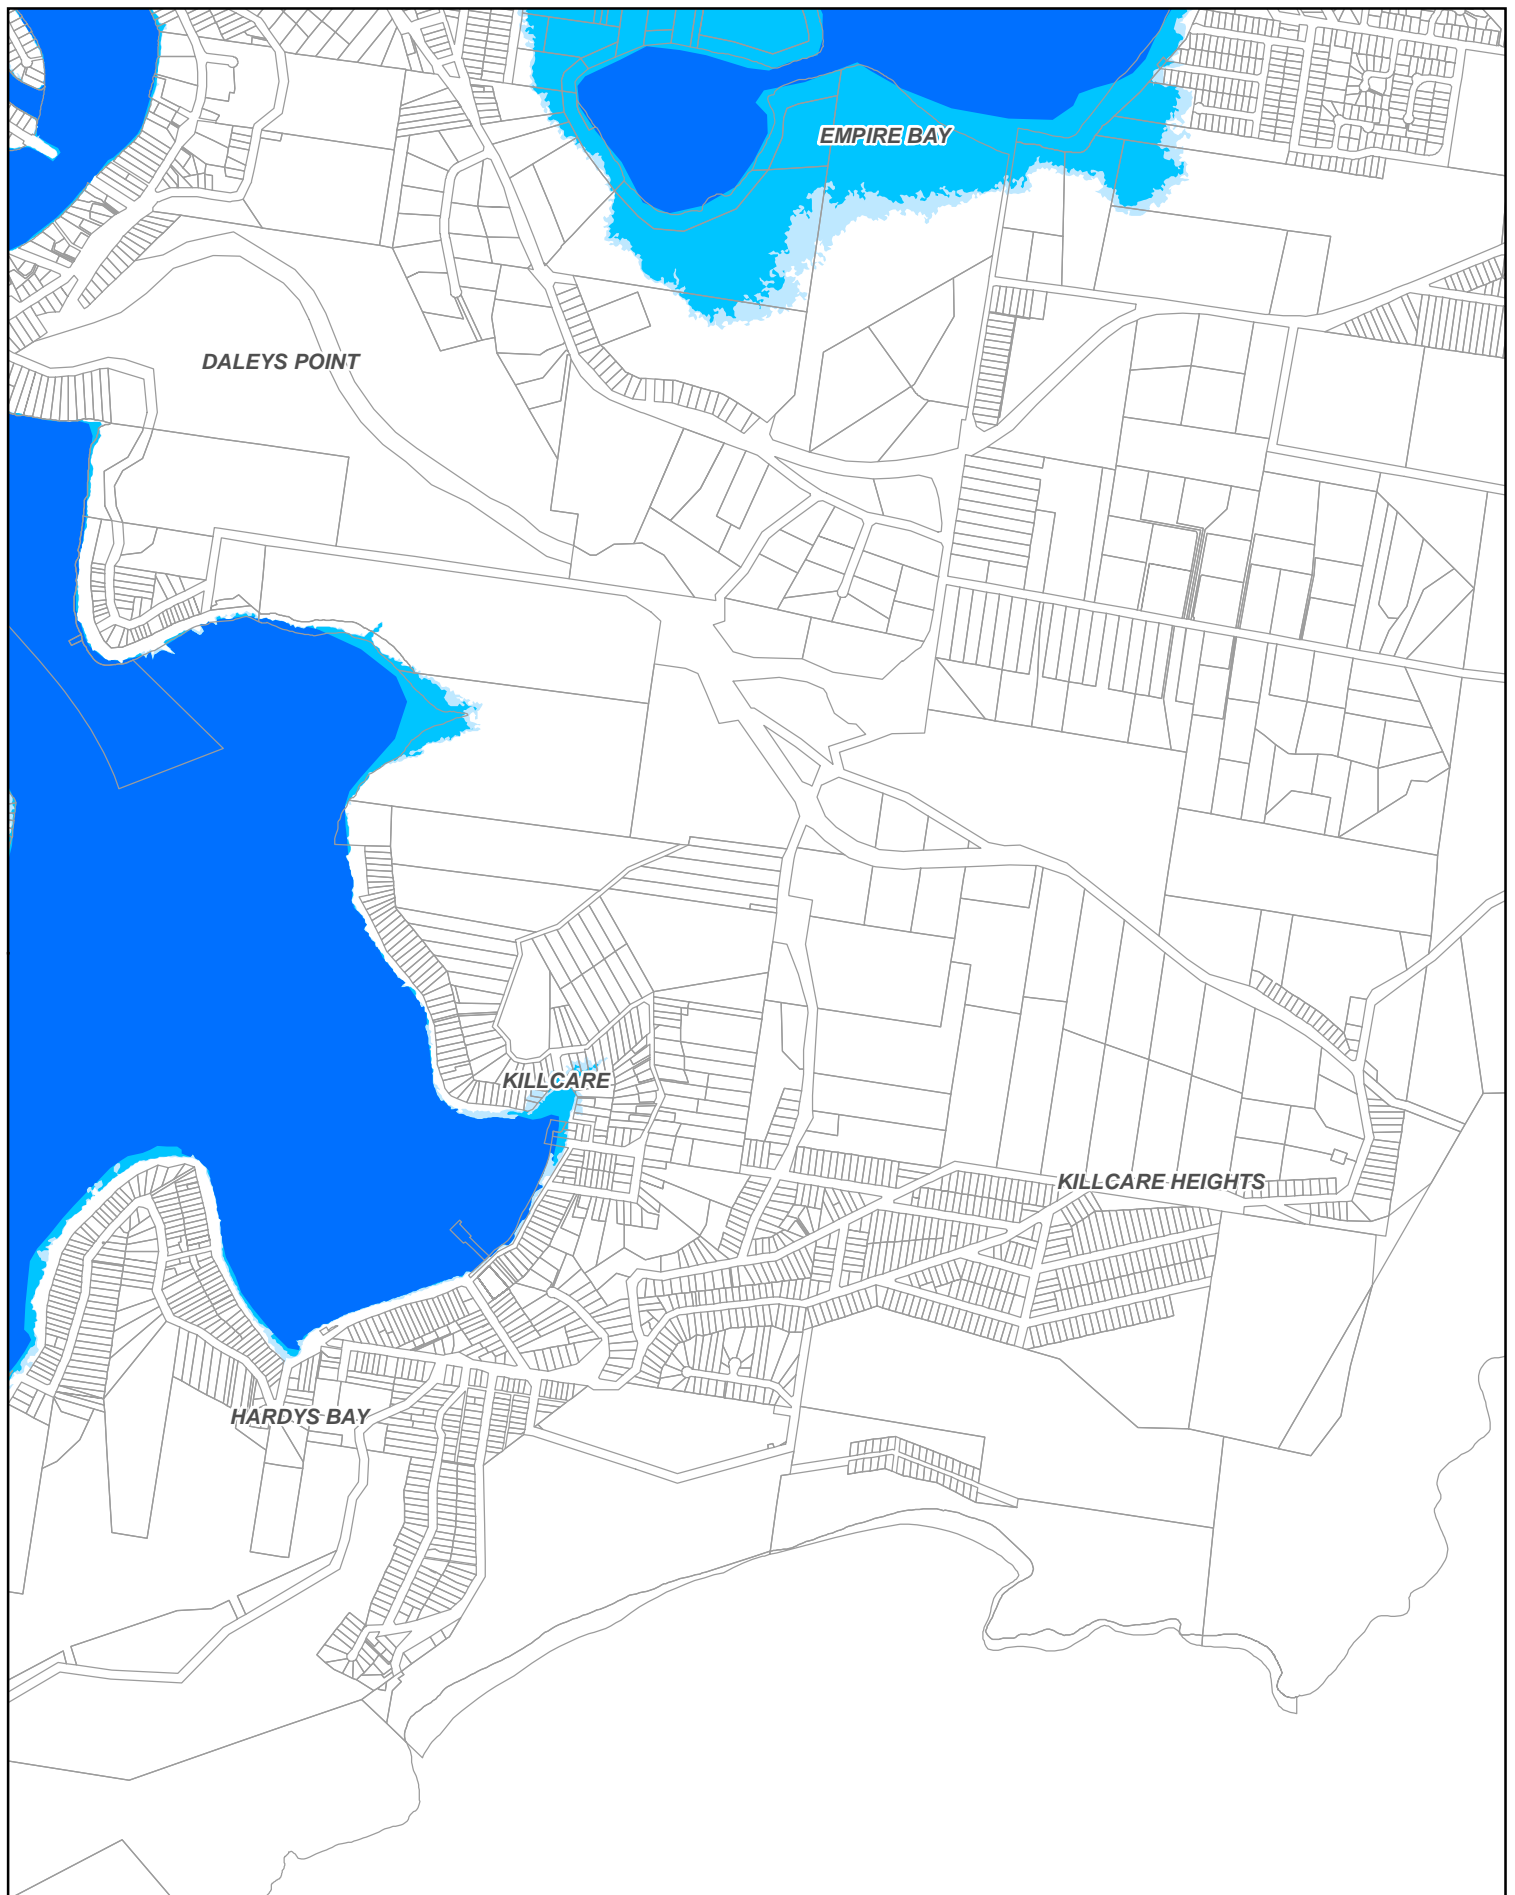 EMPIRE BAY
DALEYS POINT
KILLCARE
KILLCARE HEIGHTS
HARDYS BAY